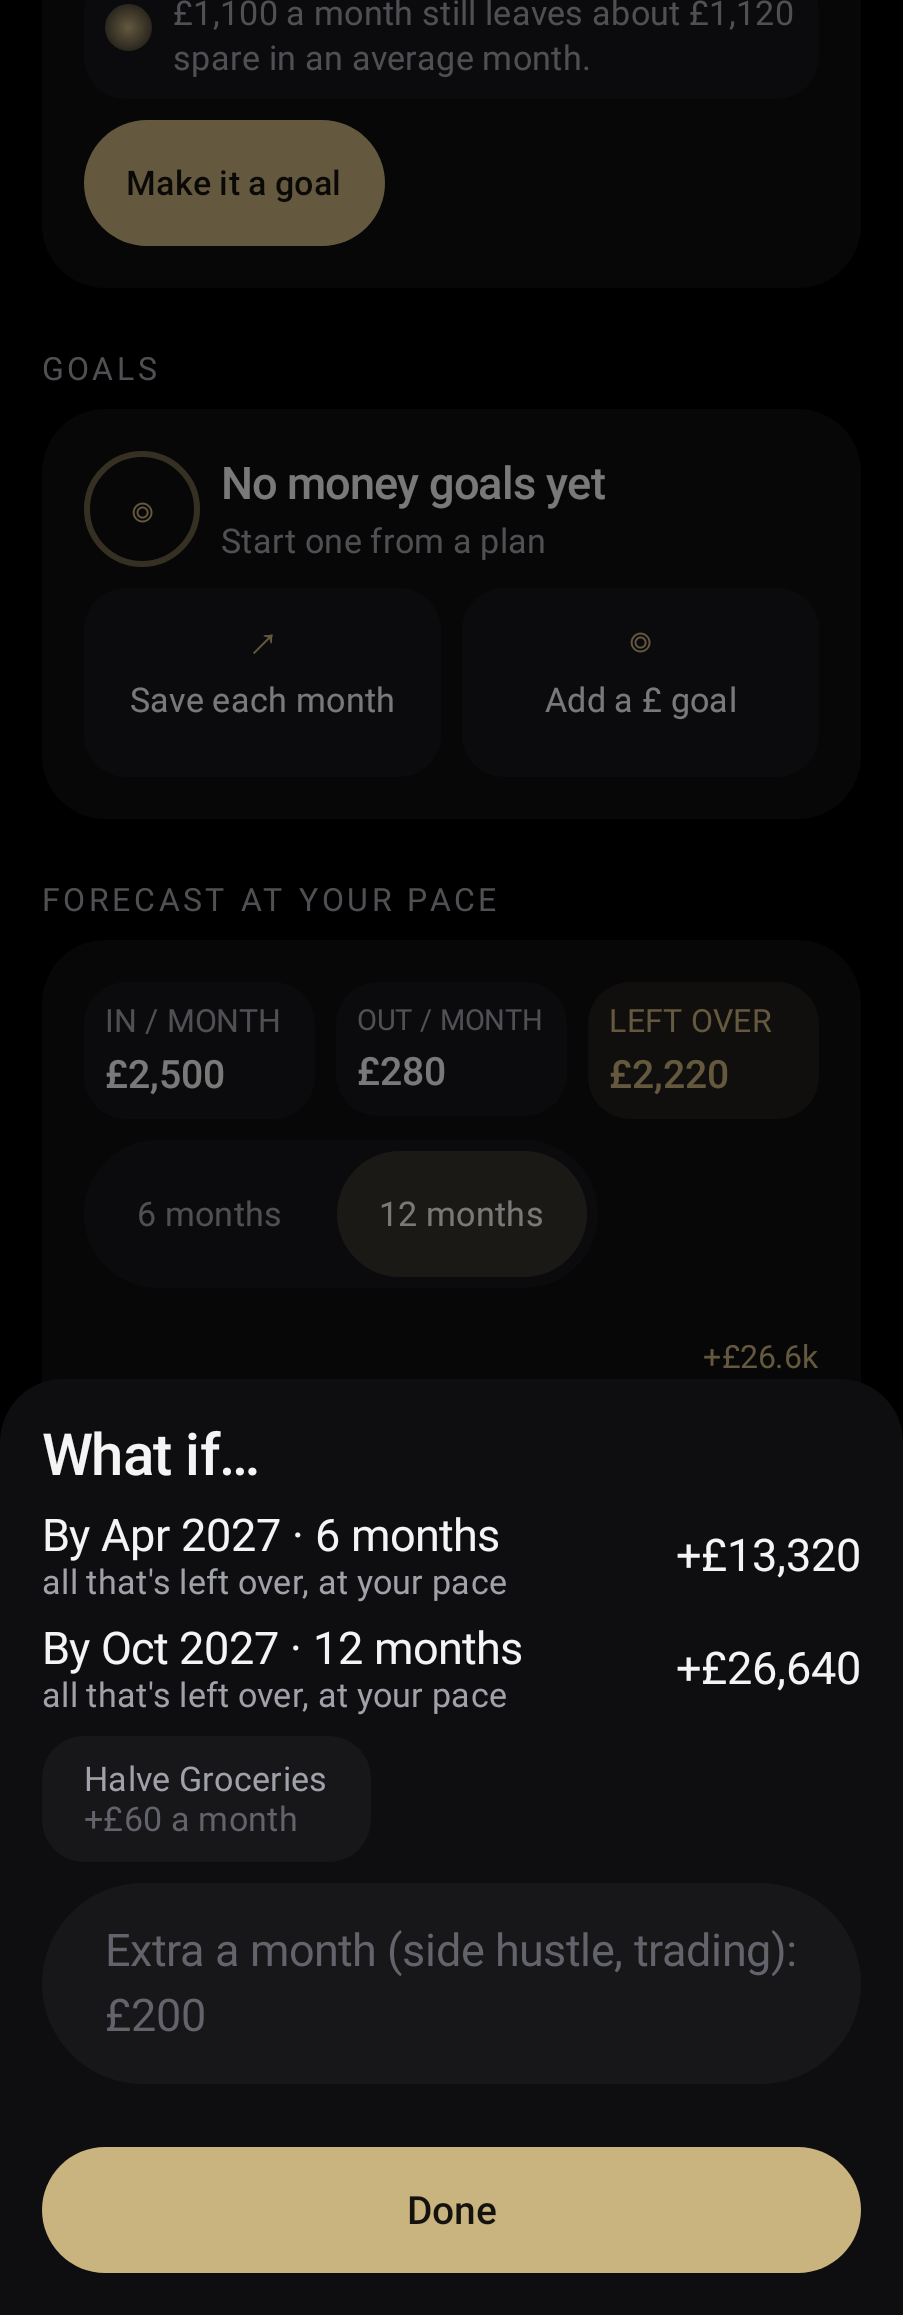 £1,100 a month still leaves about £1,120
spare in an average month.
Make it a goal
GOALS
No money goals yet
Start one from a plan
Save each month
Add a £ goal
FORECAST AT YOUR PACE
IN / MONTH
£2,500
OUT / MONTH
£280
LEFT OVER
£2,220
6 months
12 months
+£26.6k
What if...
By Apr 2027 · 6 months
all that's left over, at your pace
+£13,320
By Oct 2027 · 12 months
all that's left over, at your pace
+£26,640
Halve Groceries
+£60 a month
Extra a month (side hustle, trading):
£200
Done